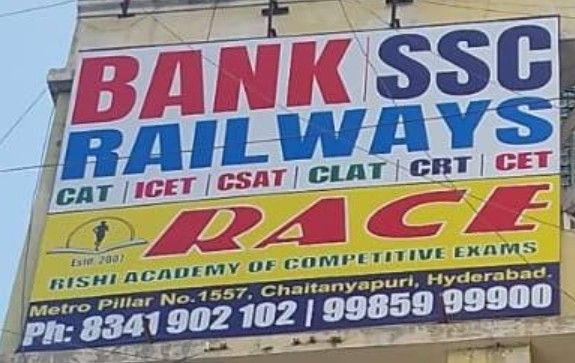 BANK | SSC
RAILWAYS
CAT | ICET | CSAT | CLAT | CRT | CET
RACE
Estd. 2007
RISHI ACADEMY OF COMPETITIVE EXAMS
Metro Pillar No.1557, Chaitanyapuri, Hyderabad.
Ph: 8341 902 102 | 99859 99900